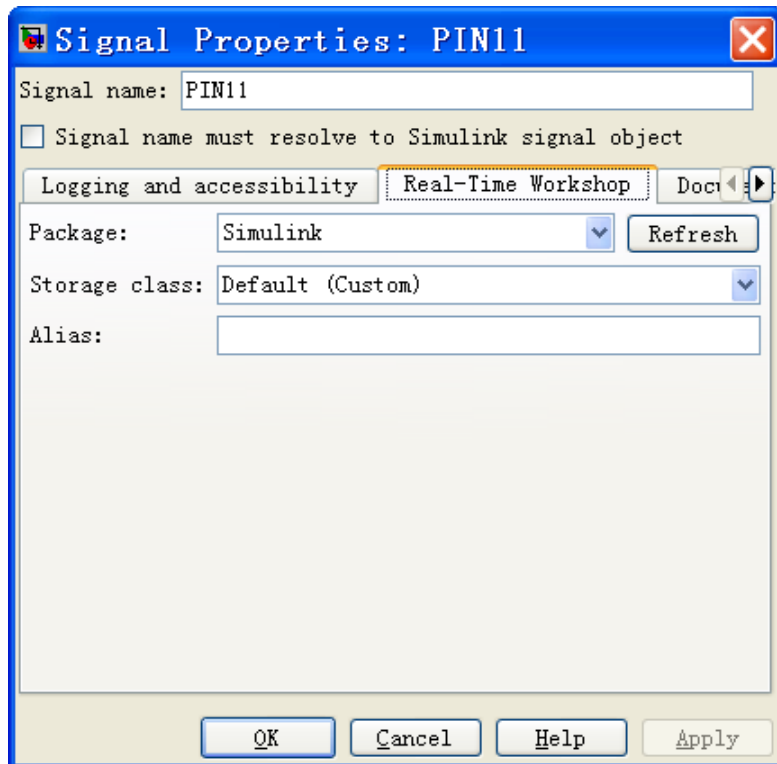 Signal Properties: PIN11
Signal name: PIN11
Signal name must resolve to Simulink signal object
Logging and accessibility Real-Time Workshop
Package: Simulink Refresh
Storage class: Default (Custom)
Alias:
OK Cancel Help Apply